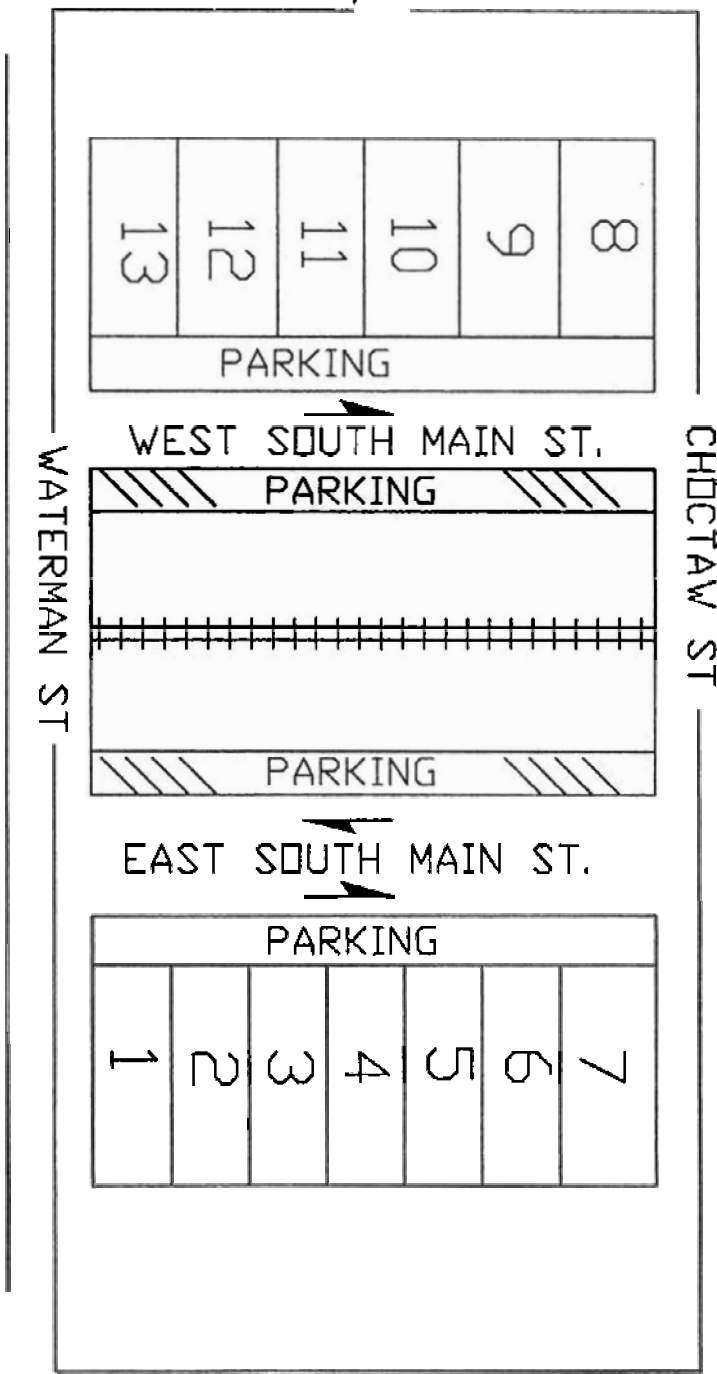 13 12 11 10 9 8
PARKING
WEST SOUTH MAIN ST.
PARKING
WATERMAN ST
CHOCTAW ST
PARKING
EAST SOUTH MAIN ST.
PARKING
1 2 3 4 5 6 7